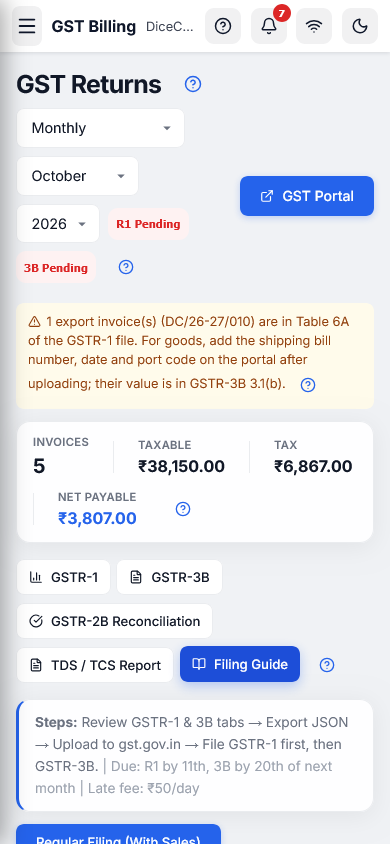 GST Billing DiceC... 7
GST Returns
Monthly
October
GST Portal
2026 R1 Pending
3B Pending
1 export invoice(s) (DC/26-27/010) are in Table 6A
of the GSTR-1 file. For goods, add the shipping bill
number, date and port code on the portal after
uploading; their value is in GSTR-3B 3.1(b).
INVOICES
5
TAXABLE
₹38,150.00
TAX
₹6,867.00
NET PAYABLE
₹3,807.00
GSTR-1 GSTR-3B
GSTR-2B Reconciliation
TDS / TCS Report Filing Guide
Steps: Review GSTR-1 & 3B tabs → Export JSON
→ Upload to gst.gov.in → File GSTR-1 first, then
GSTR-3B. | Due: R1 by 11th, 3B by 20th of next
month | Late fee: ₹50/day
Regular Filing (With Sales)